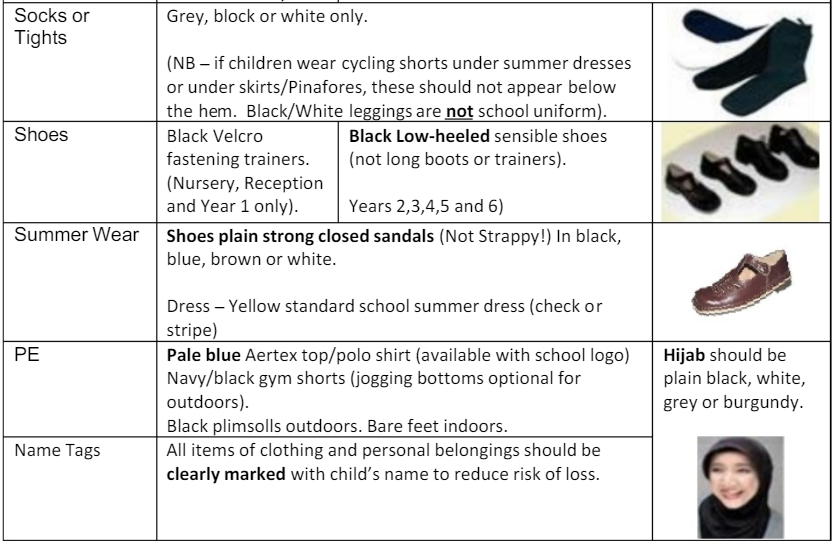 Socks or
Tights
Grey, block or white only.
(NB – if children wear cycling shorts under summer dresses
or under skirts/Pinafores, these should not appear below
the hem.  Black/White leggings are not school uniform).
Shoes
Black Velcro
fastening trainers.
(Nursery, Reception
and Year 1 only).
Black Low-heeled sensible shoes
(not long boots or trainers).
Years 2,3,4,5 and 6)
Summer Wear
Shoes plain strong closed sandals (Not Strappy!) In black,
blue, brown or white.
Dress – Yellow standard school summer dress (check or
stripe)
PE
Pale blue Aertex top/polo shirt (available with school logo)
Navy/black gym shorts (jogging bottoms optional for
outdoors).
Black plimsolls outdoors. Bare feet indoors.
Hijab should be
plain black, white,
grey or burgundy.
Name Tags
All items of clothing and personal belongings should be
clearly marked with child’s name to reduce risk of loss.